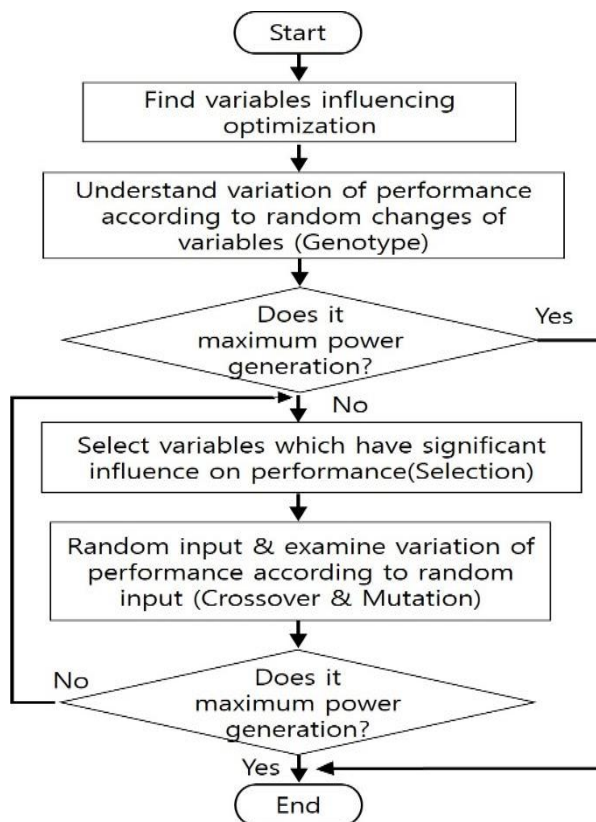 Start
Find variables influencing
optimization
Understand variation of performance
according to random changes of
variables (Genotype)
Does it
maximum power
generation?
Yes
No
Select variables which have significant
influence on performance(Selection)
Random input & examine variation of
performance according to random
input (Crossover & Mutation)
No
Does it
maximum power
generation?
Yes
End